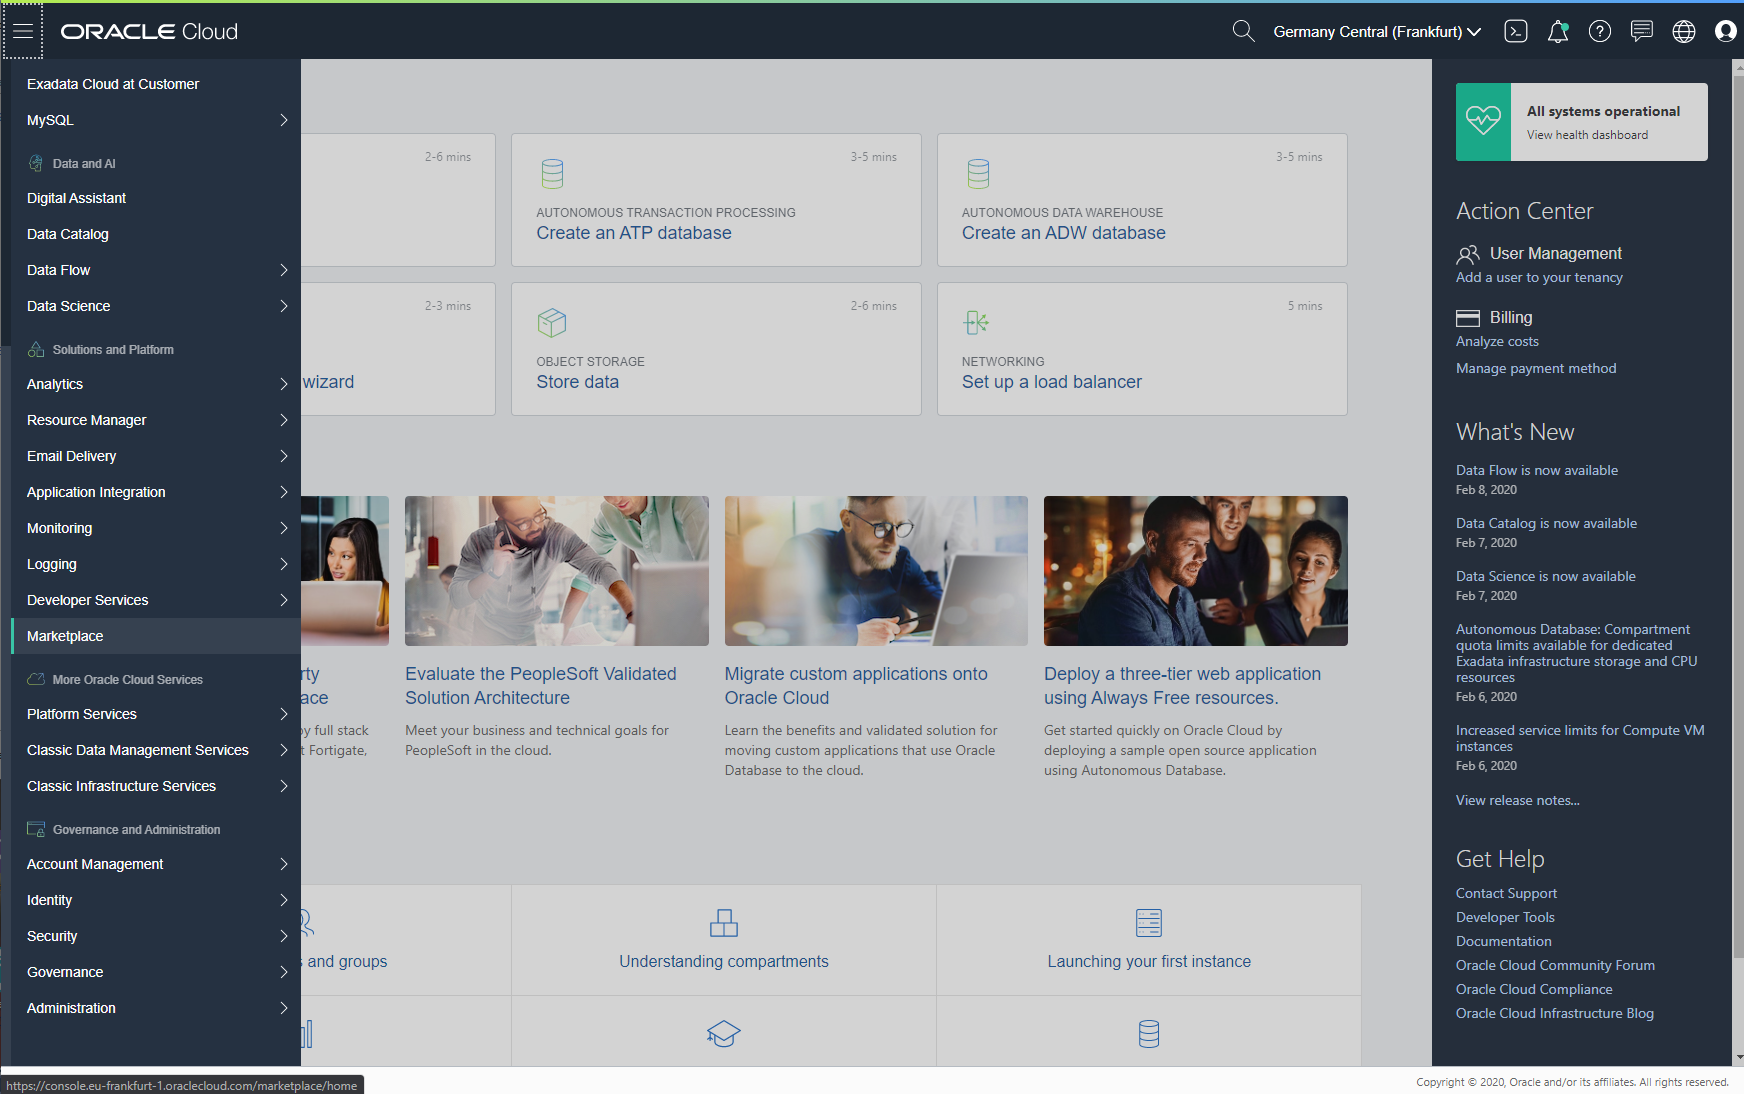 ORACLE Cloud
Germany Central (Frankfurt)
Exadata Cloud at Customer
MySQL
Data and AI
Digital Assistant
Data Catalog
Data Flow
Data Science
Solutions and Platform
Analytics
Resource Manager
Email Delivery
Application Integration
Monitoring
Logging
Developer Services
Marketplace
More Oracle Cloud Services
Platform Services
Classic Data Management Services
Classic Infrastructure Services
Governance and Administration
Account Management
Identity
Security
Governance
Administration
2-6 mins
3-5 mins
AUTONOMOUS TRANSACTION PROCESSING
Create an ATP database
3-5 mins
AUTONOMOUS DATA WAREHOUSE
Create an ADW database
2-3 mins
wizard
2-6 mins
OBJECT STORAGE
Store data
5 mins
NETWORKING
Set up a load balancer
rty
ace
y full stack
t Fortigate,
Evaluate the PeopleSoft Validated
Solution Architecture
Meet your business and technical goals for
PeopleSoft in the cloud.
Migrate custom applications onto
Oracle Cloud
Learn the benefits and validated solution for
moving custom applications that use Oracle
Database to the cloud.
Deploy a three-tier web application
using Always Free resources.
Get started quickly on Oracle Cloud by
deploying a sample open source application
using Autonomous Database.
s and groups
Understanding compartments
Launching your first instance
All systems operational
View health dashboard
Action Center
User Management
Add a user to your tenancy
Billing
Analyze costs
Manage payment method
What's New
Data Flow is now available
Feb 8, 2020
Data Catalog is now available
Feb 7, 2020
Data Science is now available
Feb 7, 2020
Autonomous Database: Compartment
quota limits available for dedicated
Exadata infrastructure storage and CPU
resources
Feb 6, 2020
Increased service limits for Compute VM
instances
Feb 6, 2020
View release notes...
Get Help
Contact Support
Developer Tools
Documentation
Oracle Cloud Community Forum
Oracle Cloud Compliance
Oracle Cloud Infrastructure Blog
https://console.eu-frankfurt-1.oraclecloud.com/marketplace/home
Copyright © 2020, Oracle and/or its affiliates. All rights reserved.